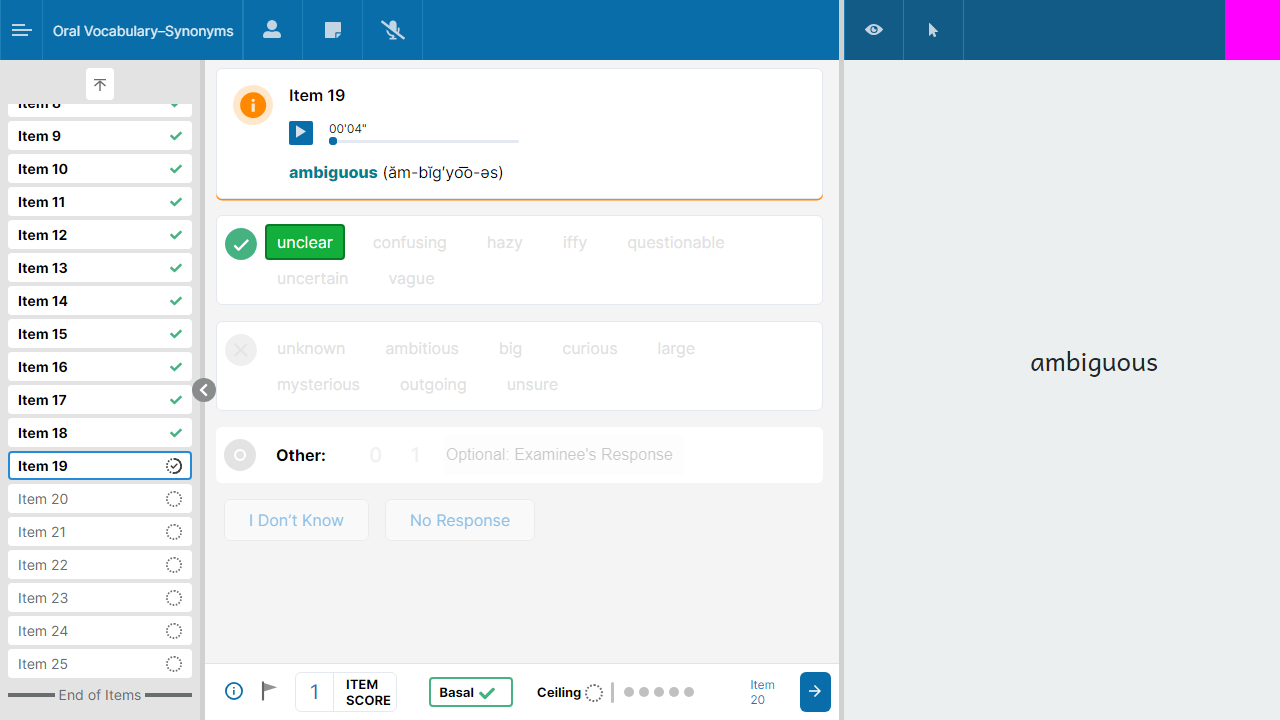 Oral Vocabulary–Synonyms
Item 8
Item 9
Item 10
Item 11
Item 12
Item 13
Item 14
Item 15
Item 16
Item 17
Item 18
Item 19
Item 20
Item 21
Item 22
Item 23
Item 24
Item 25
End of Items
Item 19
00'04"
ambiguous (ăm-bĭg′yo͞o-əs)
unclear confusing hazy iffy questionable
uncertain vague
unknown ambitious big curious large
mysterious outgoing unsure
Other: 0 1 Optional: Examinee's Response
I Don't Know No Response
1 ITEM
SCORE
Basal
Ceiling
Item
20
ambiguous